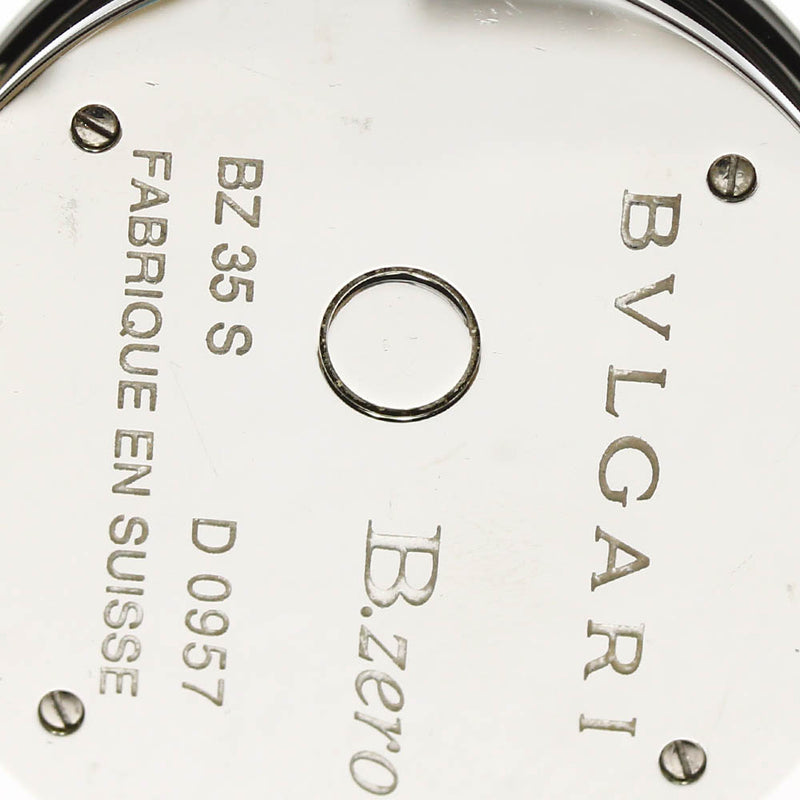 BVLGARI
B.zero
BZ 35 S D 0957
FABRIQUE EN SUISSE